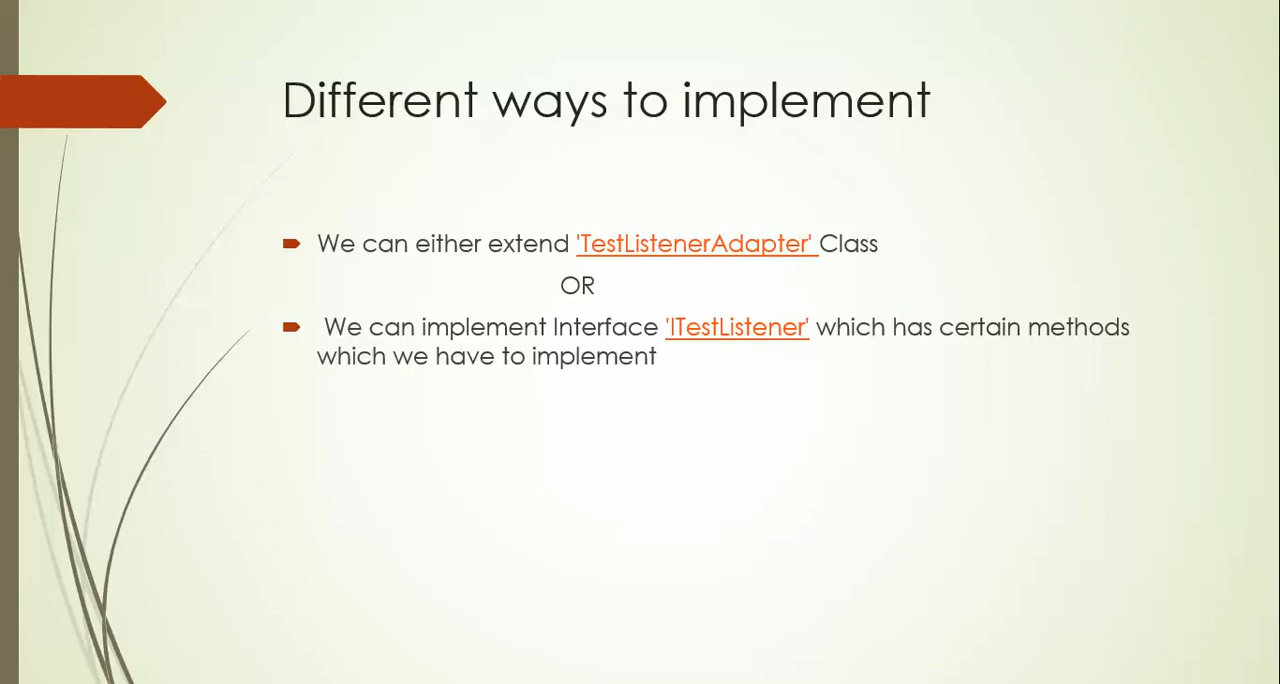 Different ways to implement
We can either extend 'TestListenerAdapter' Class
OR
We can implement Interface 'ITestListener' which has certain methods
which we have to implement